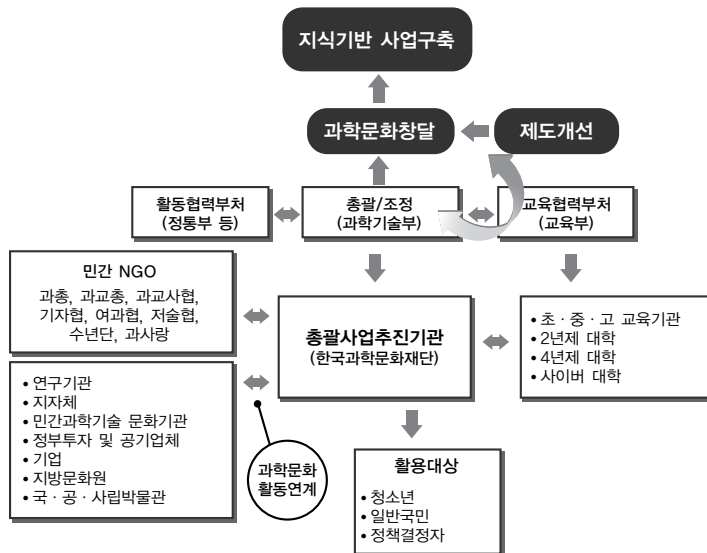 지식기반 사업구축
과학문화창달
제도개선
활동협력부처
(정통부 등)
총괄/조정
(과학기술부)
교육협력부처
(교육부)
민간 NGO
과총, 과교총, 과교사협,
기자협, 여과협, 저술협,
수년단, 과사랑
총괄사업추진기관
(한국과학문화재단)
• 초 · 중 · 고 교육기관
• 2년제 대학
• 4년제 대학
• 사이버 대학
• 연구기관
• 지자체
• 민간과학기술 문화기관
• 정부투자 및 공기업체
• 기업
• 지방문화원
• 국 · 공 · 사립박물관
과학문화
활동연계
활용대상
• 청소년
• 일반국민
• 정책결정자